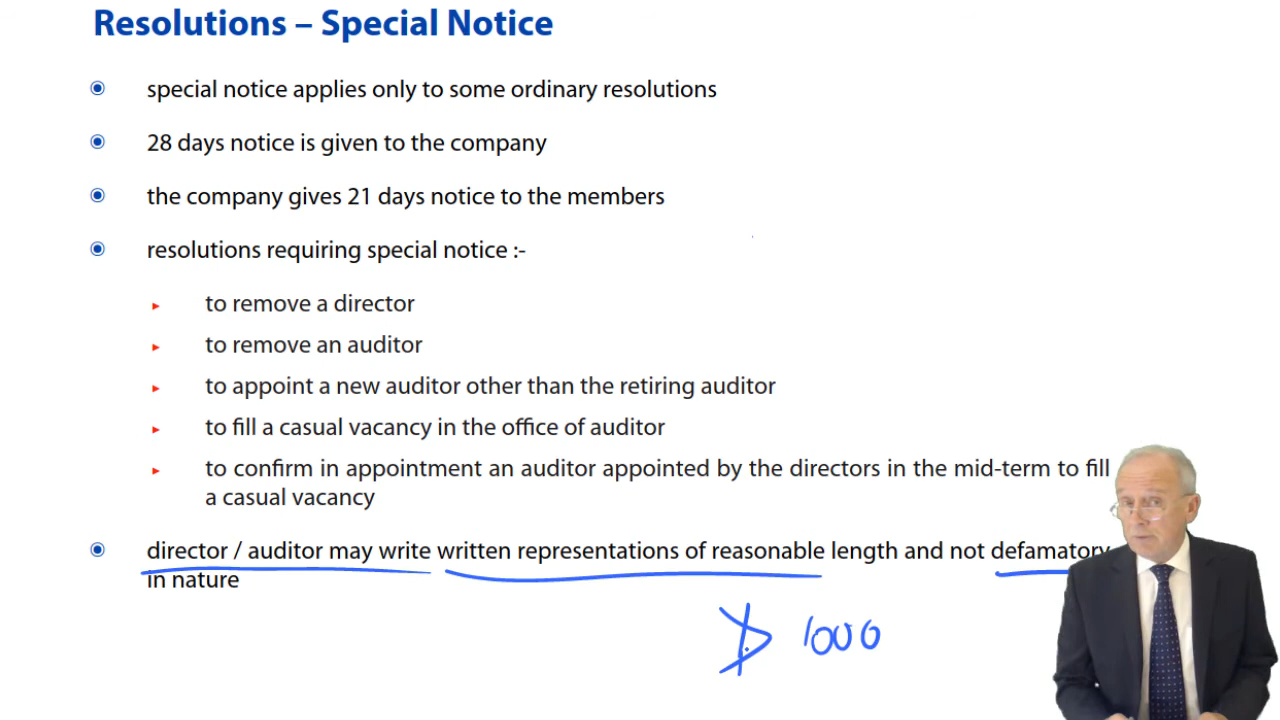 Resolutions – Special Notice
special notice applies only to some ordinary resolutions
28 days notice is given to the company
the company gives 21 days notice to the members
resolutions requiring special notice :-
to remove a director
to remove an auditor
to appoint a new auditor other than the retiring auditor
to fill a casual vacancy in the office of auditor
to confirm in appointment an auditor appointed by the directors in the mid-term to fill
a casual vacancy
director / auditor may write written representations of reasonable length and not defamatory
in nature
≯ 1000